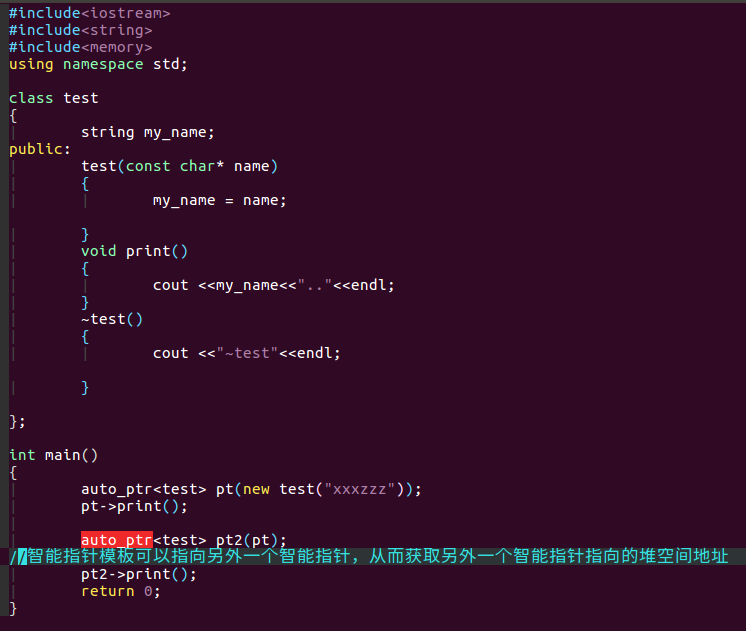 #include<iostream>
#include<string>
#include<memory>
using namespace std;
class test
{
string my_name;
public:
test(const char* name)
{
my_name = name;
}
void print()
{
cout <<my_name<<".."<<endl;
}
~test()
{
cout <<"~test"<<endl;
}
};
int main()
{
auto_ptr<test> pt(new test("xxxzzz"));
pt->print();
auto_ptr<test> pt2(pt);
//智能指针模板可以指向另外一个智能指针，从而获取另外一个智能指针指向的堆空间地址
pt2->print();
return 0;
}